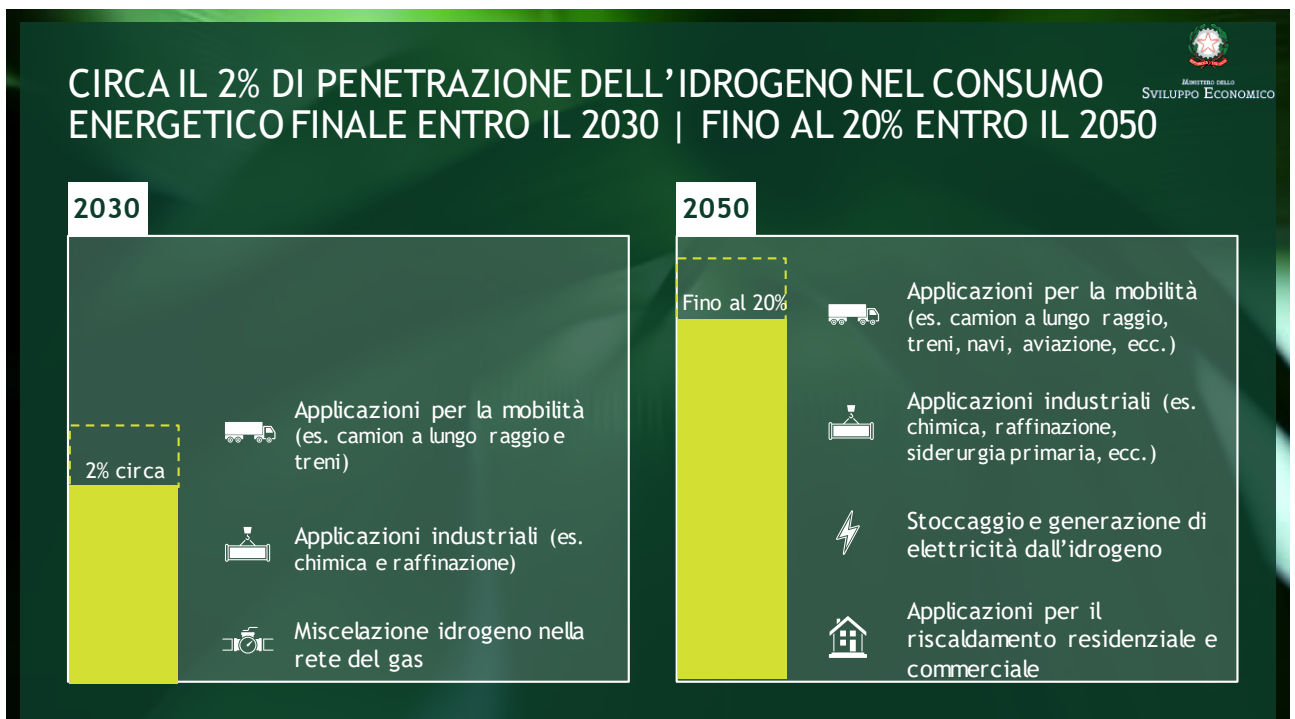 CIRCA IL 2% DI PENETRAZIONE DELL’IDROGENO NEL CONSUMO
ENERGETICO FINALE ENTRO IL 2030 | FINO AL 20% ENTRO IL 2050
MINISTERO DELLO
SVILUPPO ECONOMICO
2030
2% circa
Applicazioni per la mobilità
(es. camion a lungo raggio e
treni)
Applicazioni industriali (es.
chimica e raffinazione)
Miscelazione idrogeno nella
rete del gas
2050
Fino al 20%
Applicazioni per la mobilità
(es. camion a lungo raggio,
treni, navi, aviazione, ecc.)
Applicazioni industriali (es.
chimica, raffinazione,
siderurgia primaria, ecc.)
Stoccaggio e generazione di
elettricità dall’idrogeno
Applicazioni per il
riscaldamento residenziale e
commerciale